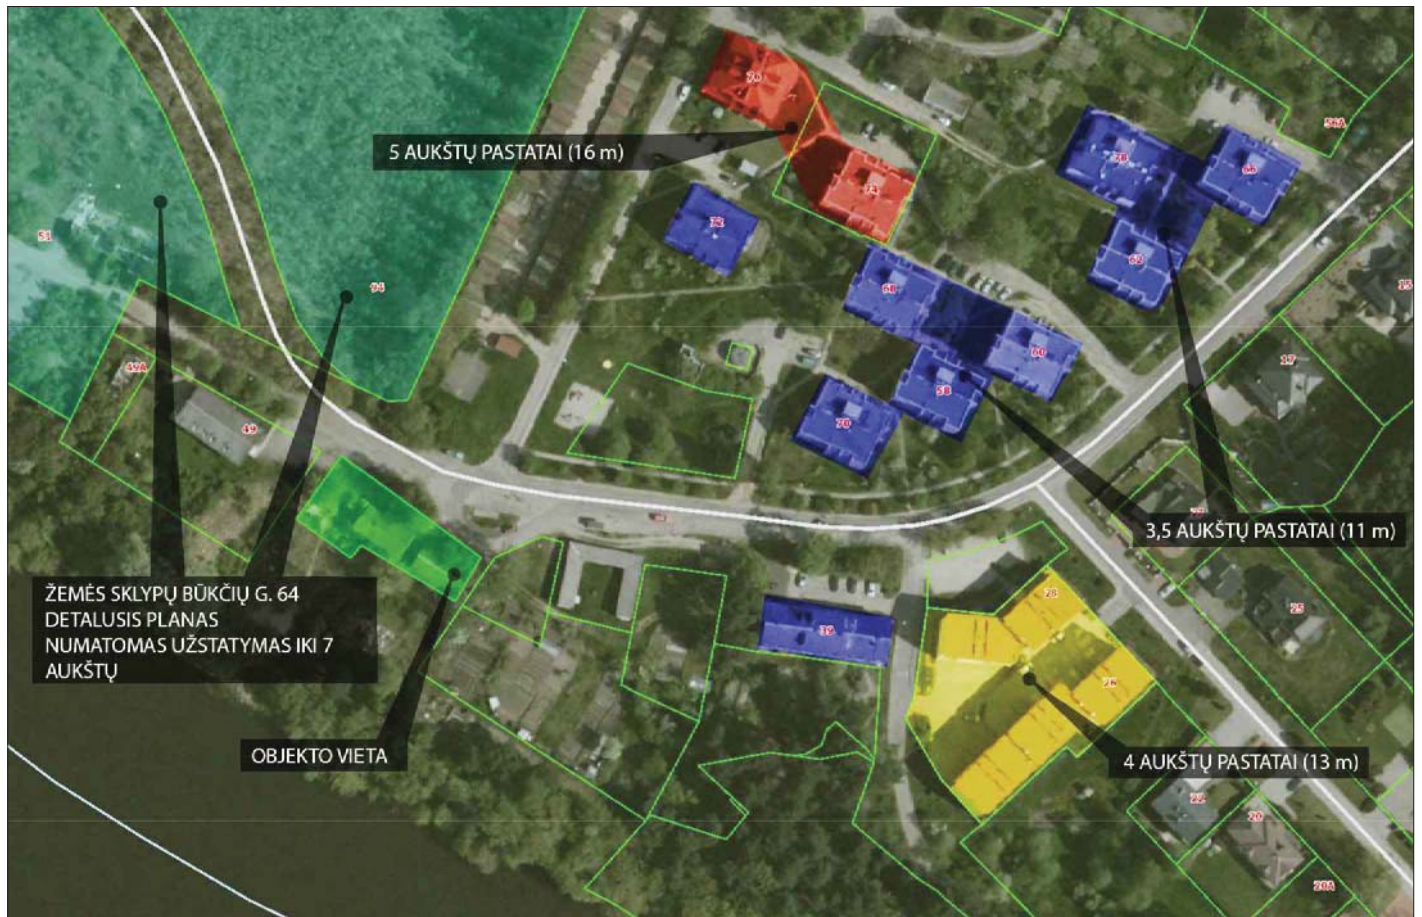 76
56A
5 AUKŠTŲ PASTATAI (16 m)
66
74
72
62
51
94
68
15
60
17
49A
58
49
70
3,5 AUKŠTŲ PASTATAI (11 m)
ŽEMĖS SKLYPŲ BŪKČIŲ G. 64
DETALUSIS PLANAS
NUMATOMAS UŽSTATYMAS IKI 7
AUKŠTŲ
28
25
39
26
OBJEKTO VIETA
4 AUKŠTŲ PASTATAI (13 m)
22
20
20A